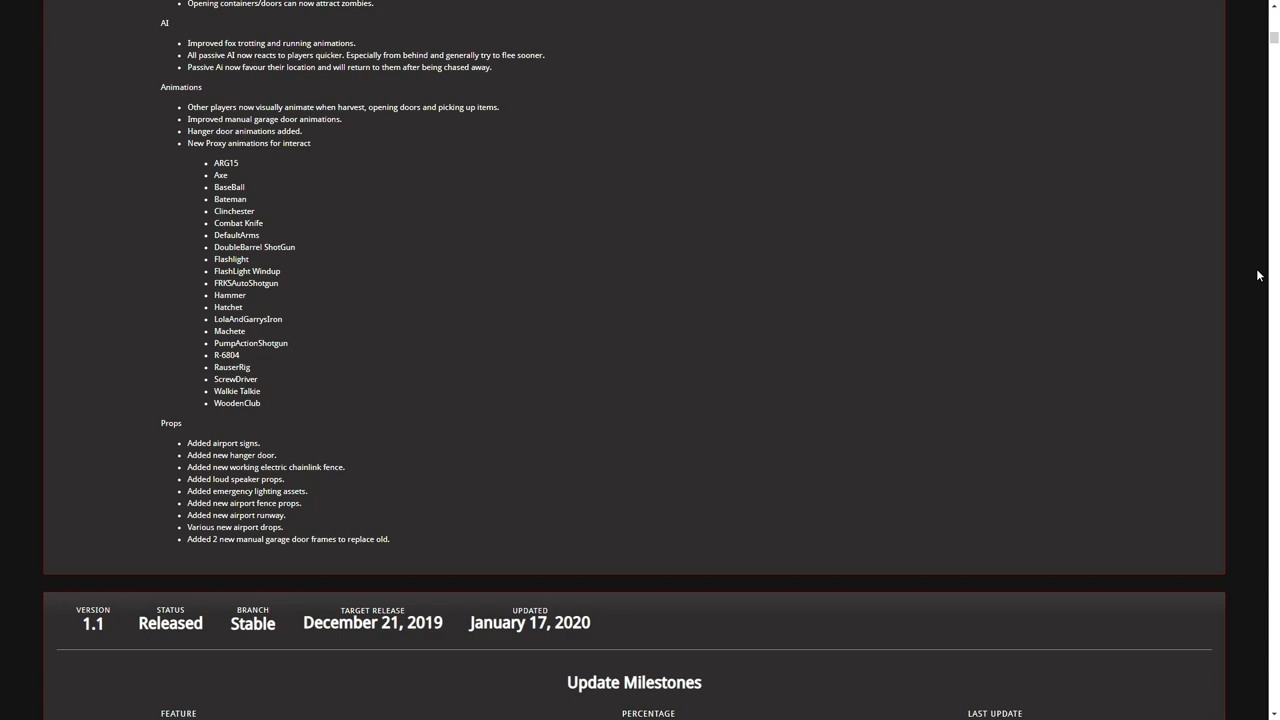 Opening containers/doors can now attract zombies.
AI
Improved fox trotting and running animations.
All passive AI now reacts to players quicker. Especially from behind and generally try to flee sooner.
Passive Ai now favour their location and will return to them after being chased away.
Animations
Other players now visually animate when harvest, opening doors and picking up items.
Improved manual garage door animations.
Hanger door animations added.
New Proxy animations for interact
ARG15
Axe
BaseBall
Bateman
Clinchester
Combat Knife
DefaultArms
DoubleBarrel ShotGun
Flashlight
FlashLight Windup
FRKSAutoShotgun
Hammer
Hatchet
LolaAndGarrysIron
Machete
PumpActionShotgun
R-6804
RauserRig
ScrewDriver
Walkie Talkie
WoodenClub
Props
Added airport signs.
Added new hanger door.
Added new working electric chainlink fence.
Added loud speaker props.
Added emergency lighting assets.
Added new airport fence props.
Added new airport runway.
Various new airport drops.
Added 2 new manual garage door frames to replace old.
VERSION STATUS BRANCH TARGET RELEASE UPDATED
1.1 Released Stable December 21, 2019 January 17, 2020
Update Milestones
FEATURE PERCENTAGE LAST UPDATE